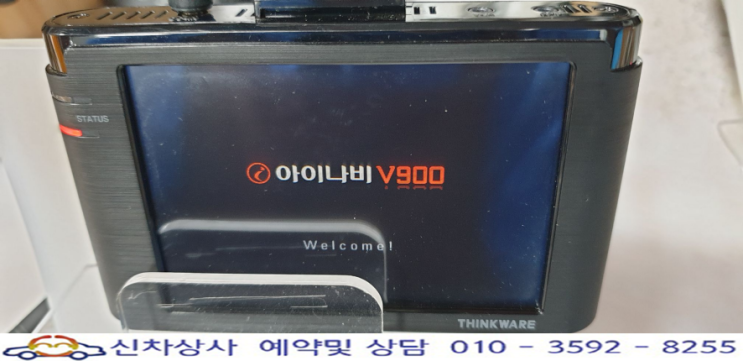 STATUS
아이나비 V900
Welcome!
THINKWARE
신차상사 예약및 상담 010 - 3592 - 8255